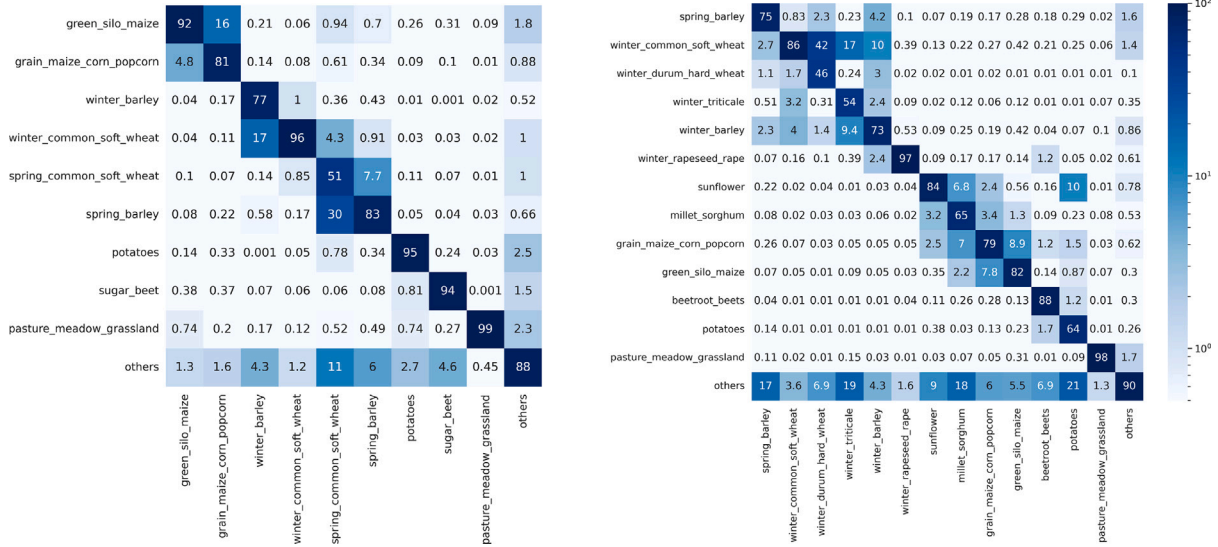 green_silo_maize 92 16 0.21 0.06 0.94 0.7 0.26 0.31 0.09 1.8
grain_maize_corn_popcorn 4.8 81 0.14 0.08 0.61 0.34 0.09 0.1 0.01 0.88
winter_barley 0.04 0.17 77 1 0.36 0.43 0.01 0.001 0.02 0.52
winter_common_soft_wheat 0.04 0.11 17 96 4.3 0.91 0.03 0.03 0.02 1
spring_common_soft_wheat 0.1 0.07 0.14 0.85 51 7.7 0.11 0.07 0.01 1
spring_barley 0.08 0.22 0.58 0.17 30 83 0.05 0.04 0.03 0.66
potatoes 0.14 0.33 0.001 0.05 0.78 0.34 95 0.24 0.03 2.5
sugar_beet 0.38 0.37 0.07 0.06 0.06 0.08 0.81 94 0.001 1.5
pasture_meadow_grassland 0.74 0.2 0.17 0.12 0.52 0.49 0.74 0.27 99 2.3
others 1.3 1.6 4.3 1.2 11 6 2.7 4.6 0.45 88
green_silo_maize
grain_maize_corn_popcorn
winter_barley
winter_common_soft_wheat
spring_common_soft_wheat
spring_barley
potatoes
sugar_beet
pasture_meadow_grassland
others
spring_barley 75 0.83 2.3 0.23 4.2 0.1 0.07 0.19 0.17 0.28 0.18 0.29 0.02 1.6
winter_common_soft_wheat 2.7 86 42 17 10 0.39 0.13 0.22 0.27 0.42 0.21 0.25 0.06 1.4
winter_durum_hard_wheat 1.1 1.7 46 0.24 3 0.02 0.02 0.01 0.02 0.01 0.01 0.01 0.01 0.1
winter_triticale 0.51 3.2 0.31 54 2.4 0.09 0.02 0.12 0.06 0.12 0.01 0.01 0.07 0.35
winter_barley 2.3 4 1.4 9.4 73 0.53 0.09 0.25 0.19 0.42 0.04 0.07 0.1 0.86
winter_rapeseed_rape 0.07 0.16 0.1 0.39 2.4 97 0.09 0.17 0.17 0.14 1.2 0.05 0.02 0.61
sunflower 0.22 0.02 0.04 0.01 0.03 0.04 84 6.8 2.4 0.56 0.16 10 0.01 0.78
millet_sorghum 0.08 0.02 0.03 0.03 0.06 0.02 3.2 65 3.4 1.3 0.09 0.23 0.08 0.53
grain_maize_corn_popcorn 0.26 0.07 0.03 0.05 0.05 0.05 2.5 7 79 8.9 1.2 1.5 0.03 0.62
green_silo_maize 0.07 0.05 0.01 0.09 0.05 0.03 0.35 2.2 7.8 82 0.14 0.87 0.07 0.3
beetroot_beets 0.04 0.01 0.01 0.01 0.01 0.04 0.11 0.26 0.28 0.13 88 1.2 0.01 0.3
potatoes 0.14 0.01 0.01 0.01 0.01 0.01 0.38 0.03 0.13 0.23 1.7 64 0.01 0.26
pasture_meadow_grassland 0.11 0.02 0.01 0.15 0.03 0.01 0.03 0.07 0.05 0.31 0.01 0.09 98 1.7
others 17 3.6 6.9 19 4.3 1.6 9 18 6 5.5 6.9 21 1.3 90
spring_barley
winter_common_soft_wheat
winter_durum_hard_wheat
winter_triticale
winter_barley
winter_rapeseed_rape
sunflower
millet_sorghum
grain_maize_corn_popcorn
green_silo_maize
beetroot_beets
potatoes
pasture_meadow_grassland
others
10²
10¹
10⁰